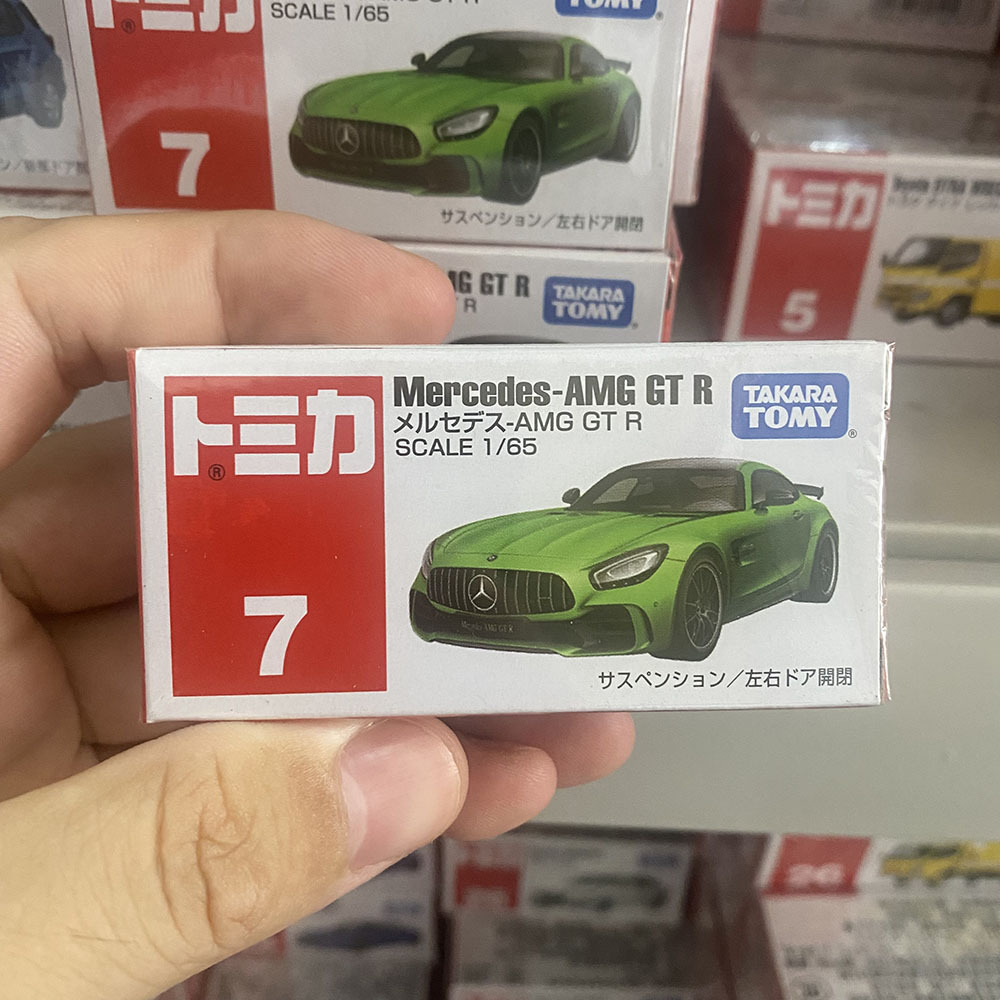 トミカ
®
SCALE 1/65
TOMY
7
サスペンション/左右ドア開閉
トミカ
5
AMG GT R
TAKARA
TOMY
トミカ
®
7
Mercedes-AMG GT R
メルセデス-AMG GT R
SCALE 1/65
TAKARA
TOMY
®
サスペンション/左右ドア開閉
26